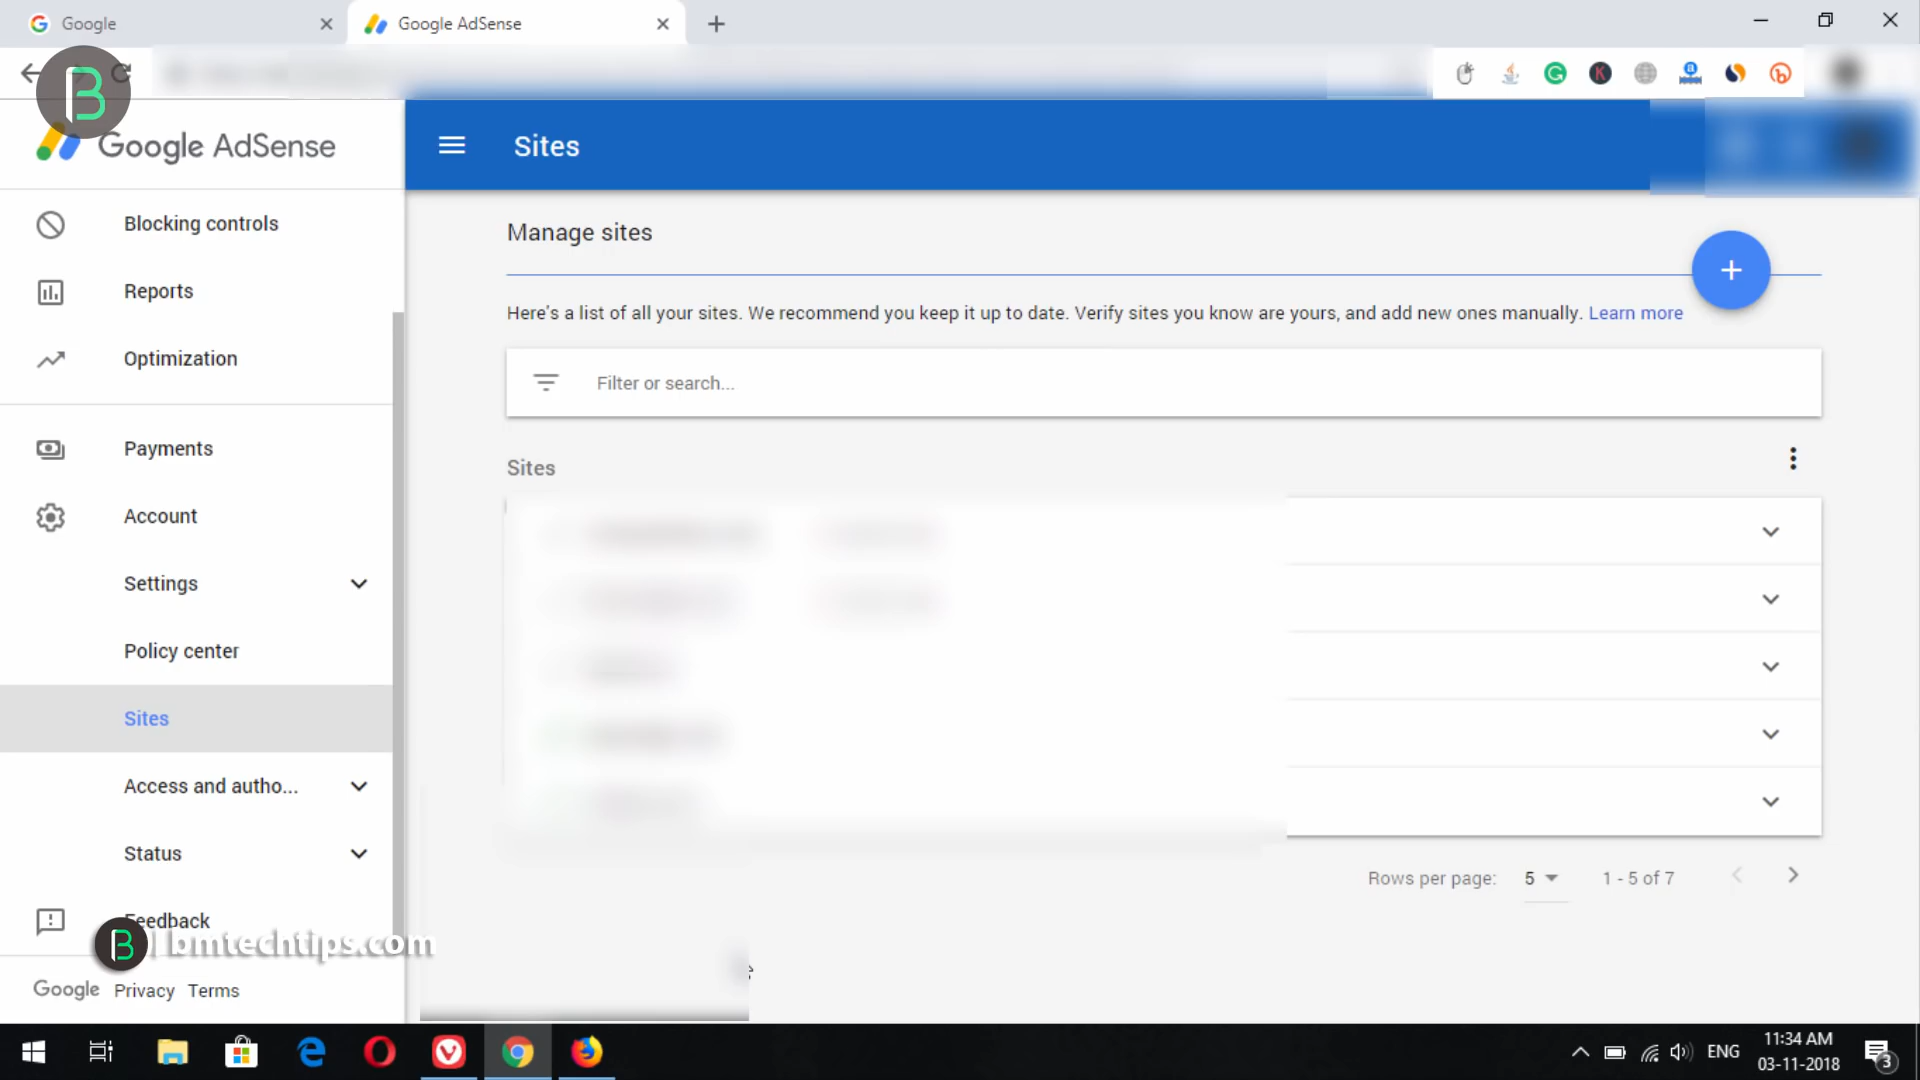 Google
Google AdSense
Google AdSense
Sites
Blocking controls
Reports
Optimization
Payments
Account
Settings
Policy center
Sites
Access and autho...
Status
Feedback
bmtechtips.com
Google Privacy Terms
Manage sites
Here's a list of all your sites. We recommend you keep it up to date. Verify sites you know are yours, and add new ones manually. Learn more
Filter or search...
Sites
Rows per page: 5 1 - 5 of 7
ENG
11:34 AM
03-11-2018
3